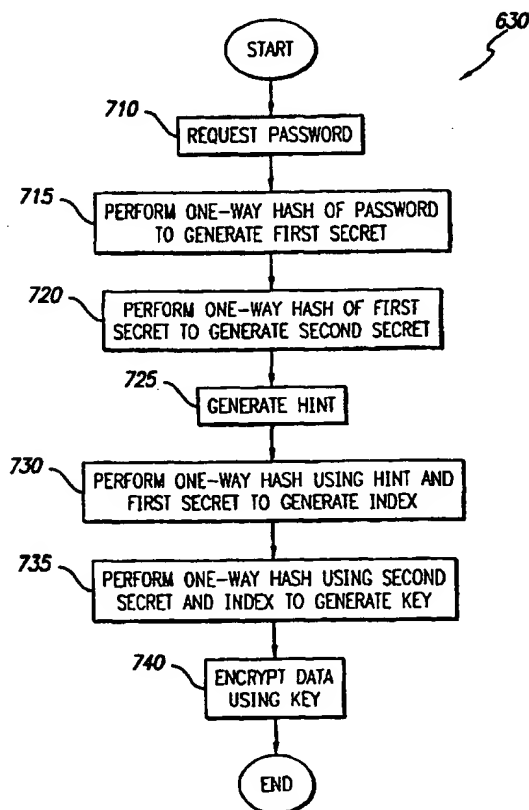 630
START
710
REQUEST PASSWORD
715
PERFORM ONE-WAY HASH OF PASSWORD
TO GENERATE FIRST SECRET
720
PERFORM ONE-WAY HASH OF FIRST
SECRET TO GENERATE SECOND SECRET
725
GENERATE HINT
730
PERFORM ONE-WAY HASH USING HINT AND
FIRST SECRET TO GENERATE INDEX
735
PERFORM ONE-WAY HASH USING SECOND
SECRET AND INDEX TO GENERATE KEY
740
ENCRYPT DATA
USING KEY
END